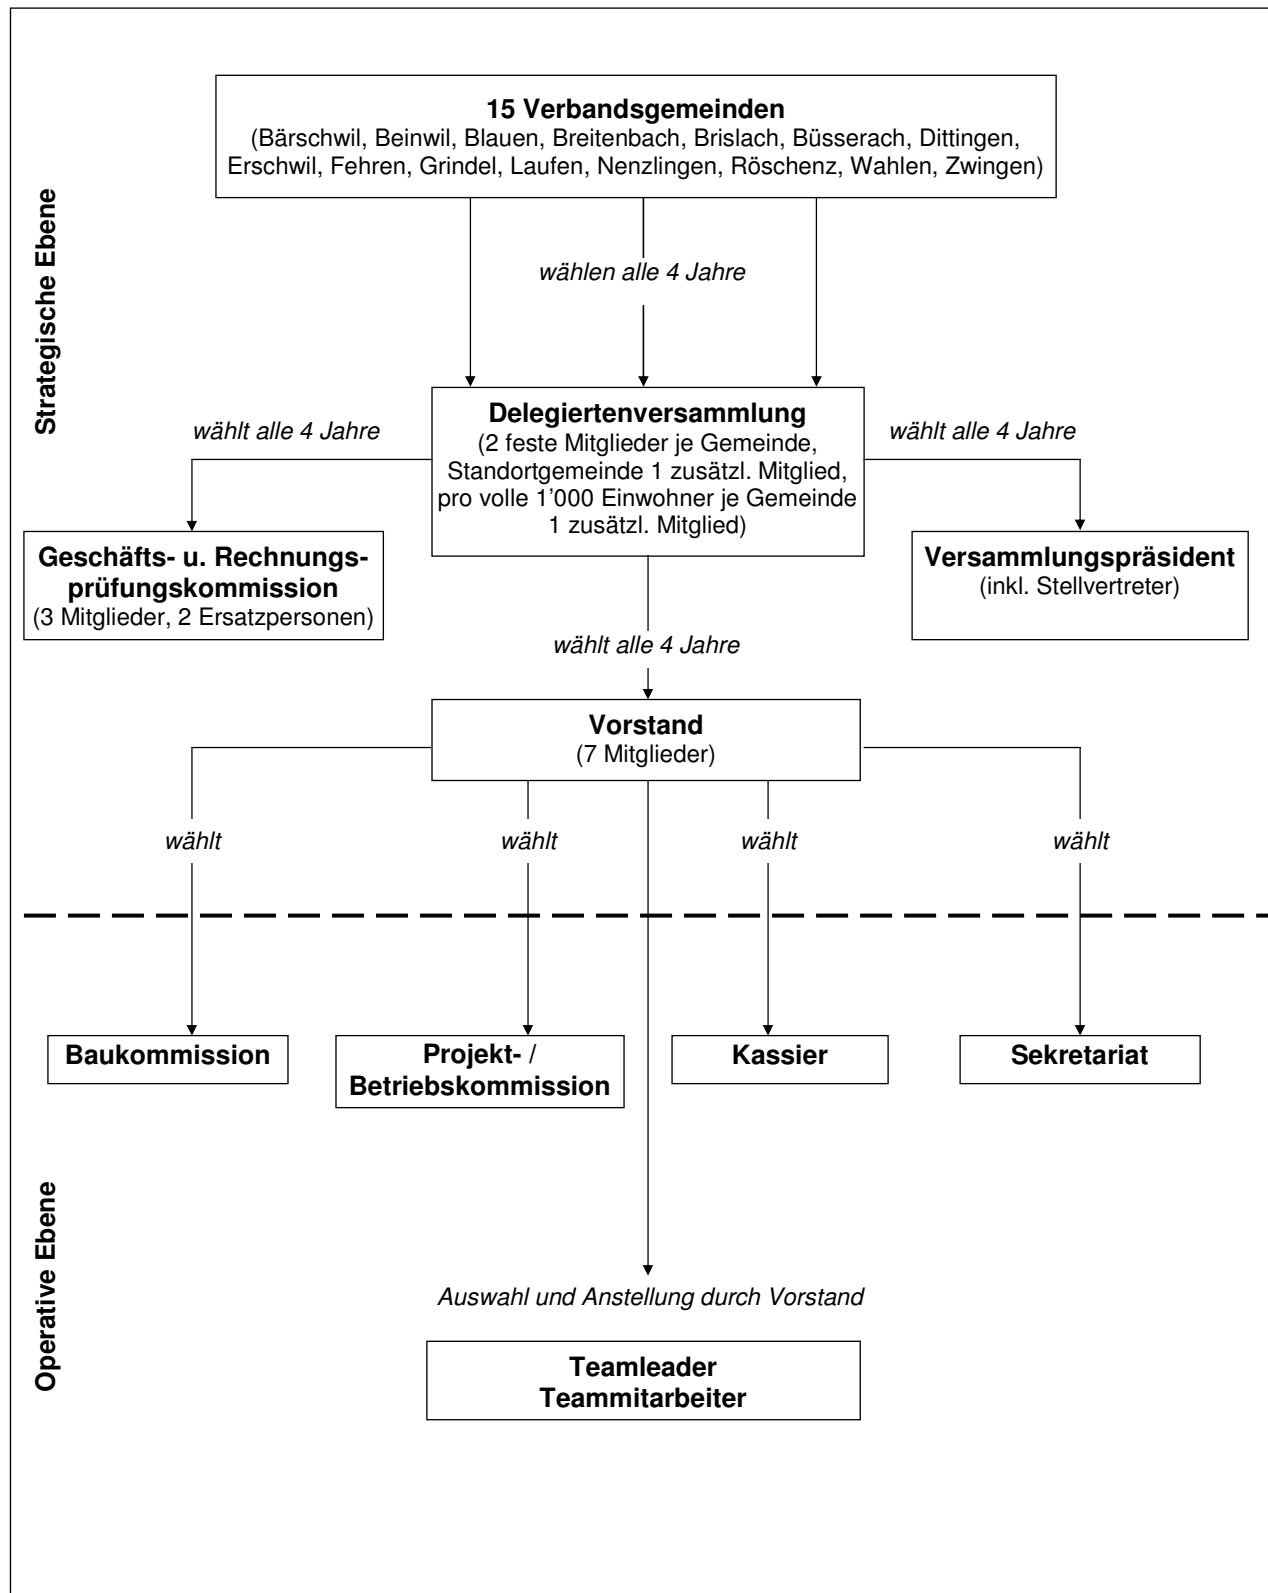 15 Verbandsgemeinden
(Bärschwil, Beinwil, Blauen, Breitenbach, Brislach, Büsserach, Dittingen,
Erschwil, Fehren, Grindel, Laufen, Nenzlingen, Röschenz, Wahlen, Zwingen)
Strategische Ebene
wählen alle 4 Jahre
Delegiertenversammlung
(2 feste Mitglieder je Gemeinde,
Standortgemeinde 1 zusätzl. Mitglied,
pro volle 1’000 Einwohner je Gemeinde
1 zusätzl. Mitglied)
wählt alle 4 Jahre
wählt alle 4 Jahre
Geschäfts- u. Rechnungs-
prüfungskommission
(3 Mitglieder, 2 Ersatzpersonen)
Versammlungspräsident
(inkl. Stellvertreter)
wählt alle 4 Jahre
Vorstand
(7 Mitglieder)
wählt
wählt
wählt
wählt
Baukommission
Projekt- /
Betriebskommission
Kassier
Sekretariat
Operative Ebene
Auswahl und Anstellung durch Vorstand
Teamleader
Teammitarbeiter